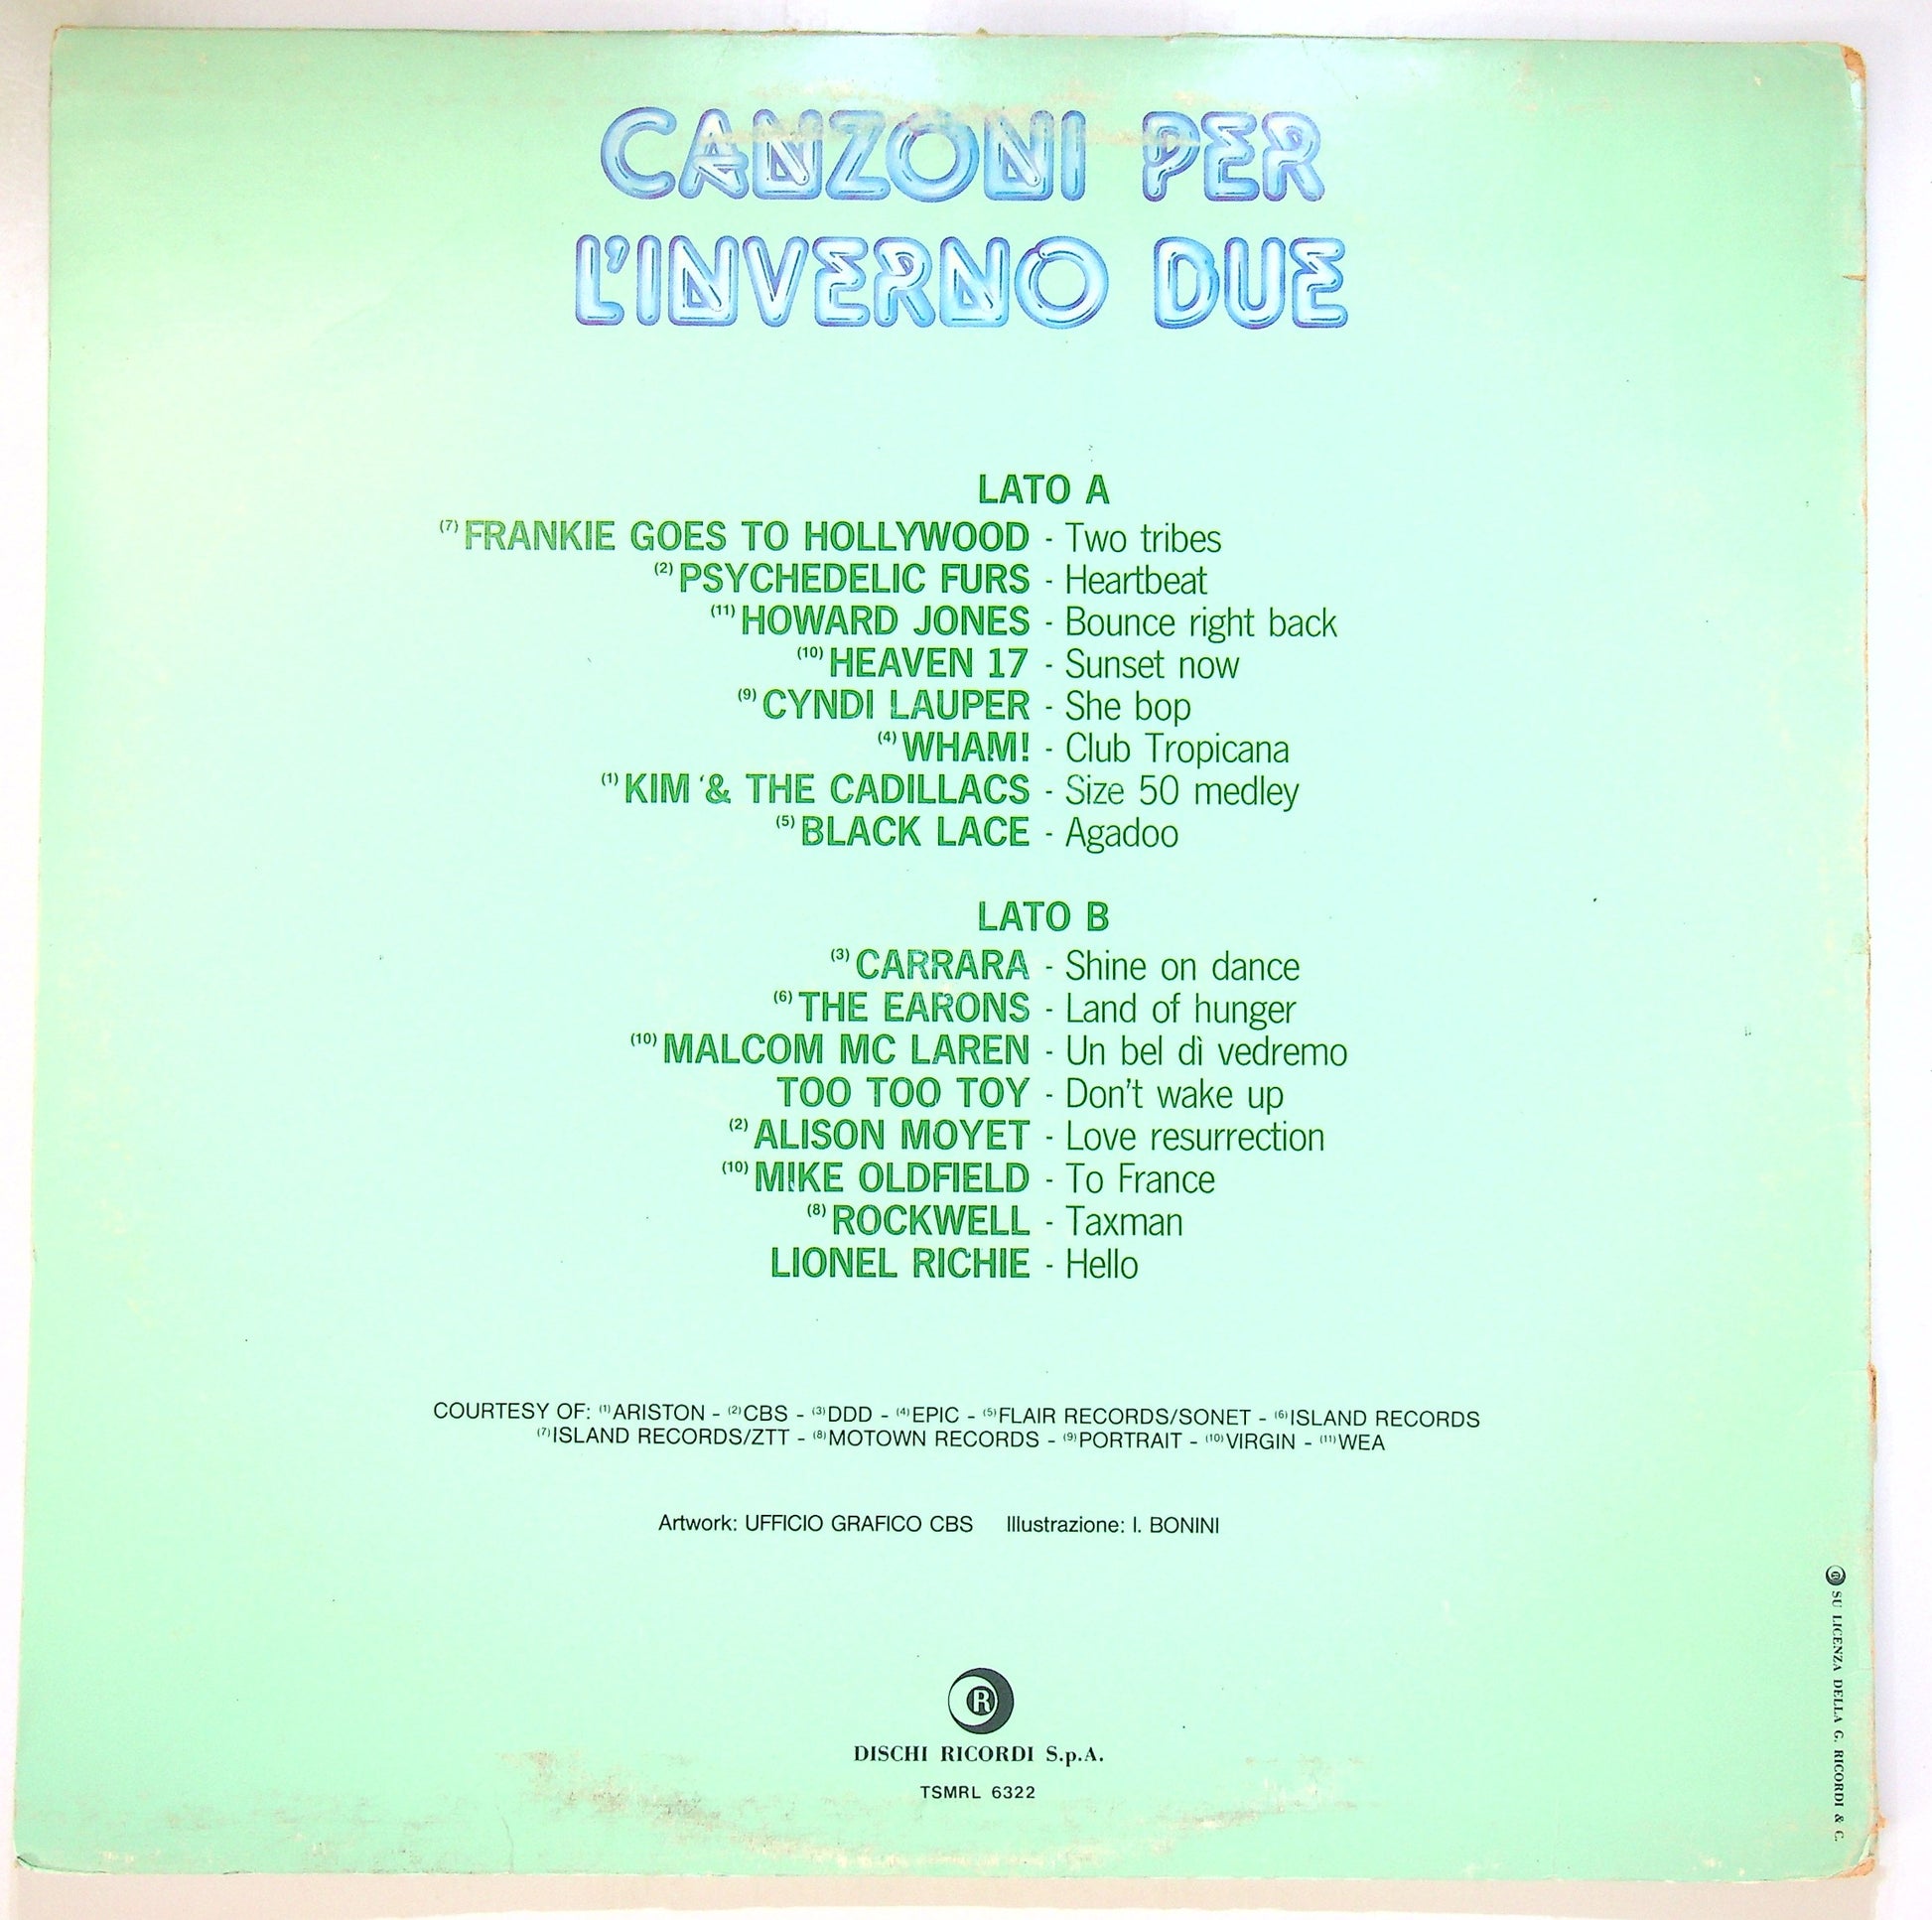 CANZONI PER
L'INVERNO DUE
LATO A
(7) FRANKIE GOES TO HOLLYWOOD - Two tribes
(2) PSYCHEDELIC FURS - Heartbeat
(11) HOWARD JONES - Bounce right back
(10) HEAVEN 17 - Sunset now
(9) CYNDI LAUPER - She bop
(4) WHAM! - Club Tropicana
(1) KIM & THE CADILLACS - Size 50 medley
(5) BLACK LACE - Agadoo
LATO B
(3) CARRARA - Shine on dance
(6) THE EARONS - Land of hunger
(10) MALCOM MC LAREN - Un bel dì vedremo
TOO TOO TOY - Don't wake up
(2) ALISON MOYET - Love resurrection
(10) MIKE OLDFIELD - To France
(8) ROCKWELL - Taxman
LIONEL RICHIE - Hello
COURTESY OF: (1) ARISTON - (2) CBS - (3) DDD - (4) EPIC - (5) FLAIR RECORDS/SONET - (6) ISLAND RECORDS
(7) ISLAND RECORDS/ZTT - (8) MOTOWN RECORDS - (9) PORTRAIT - (10) VIRGIN - (11) WEA
Artwork: UFFICIO GRAFICO CBS Illustrazione: I. BONINI
R
DISCHI RICORDI S.p.A.
TSMRL 6322
R SU LICENZA DELLA G. RICORDI & C.